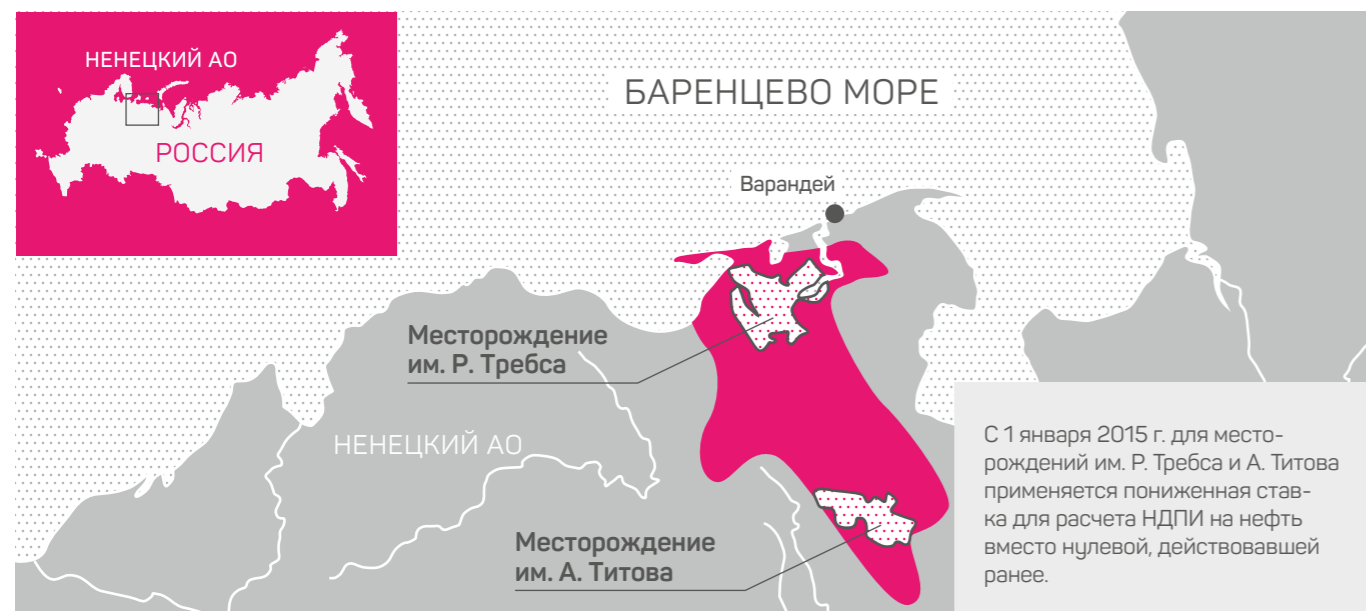 НЕНЕЦКИЙ АО
РОССИЯ
БАРЕНЦЕВО МОРЕ
Варандей
Месторождение
им. Р. Требса
НЕНЕЦКИЙ АО
Месторождение
им. А. Титова
С 1 января 2015 г. для место-
рождений им. Р. Требса и А. Титова
применяется пониженная став-
ка для расчета НДПИ на нефть
вместо нулевой, действовавшей
ранее.